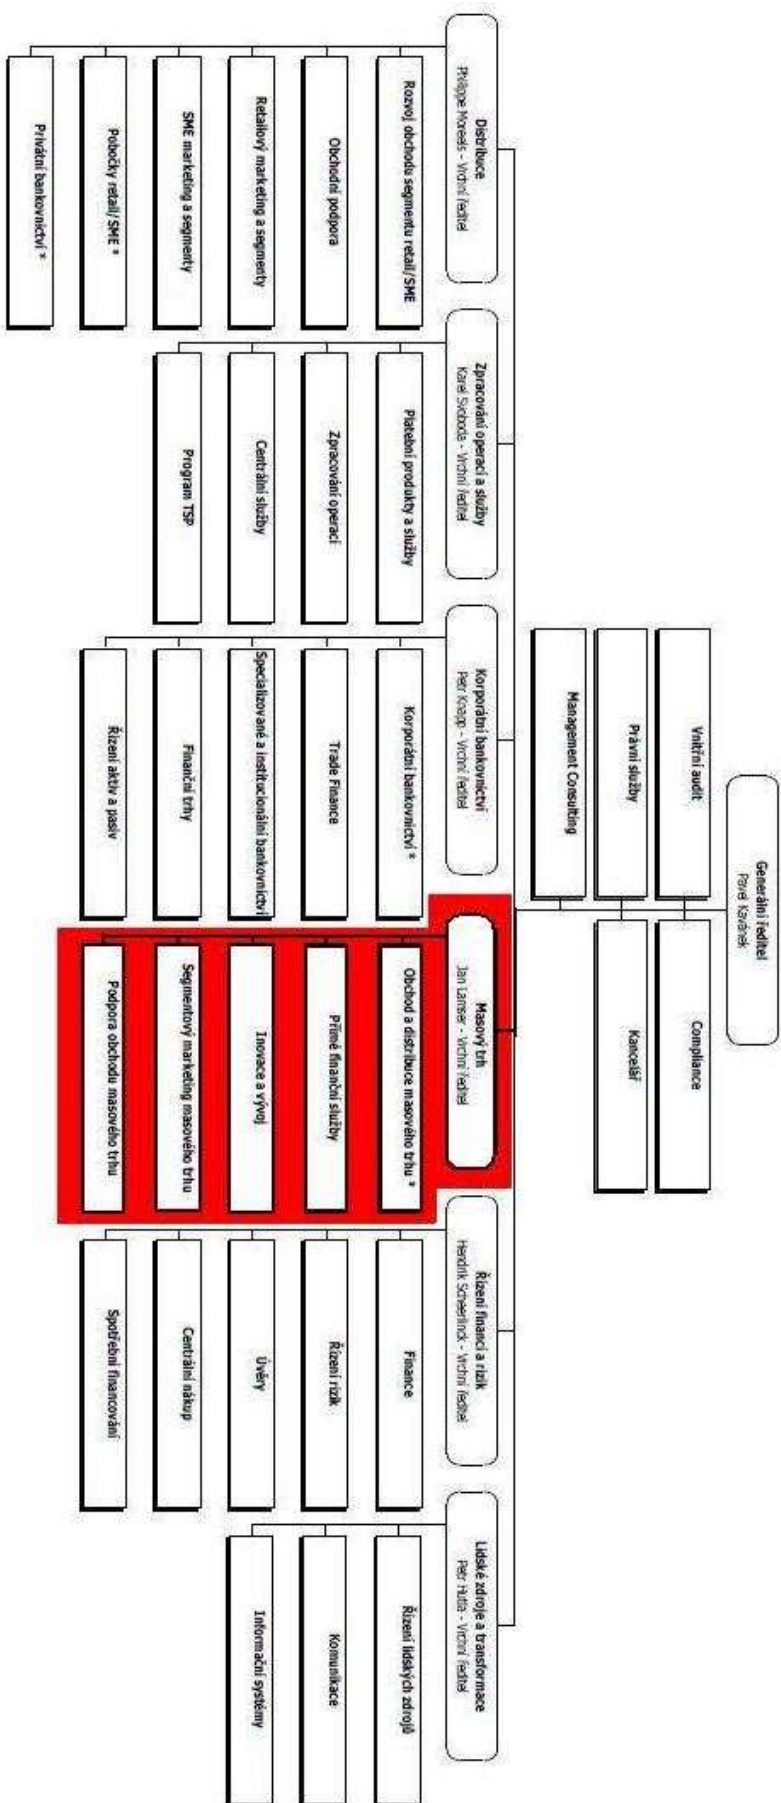 Generální ředitel
Pavel Kavánek
Vnitřní audit
Compliance
Právní služby
Kancelář
Management Consulting
Distribuce
Philippe Moreels - Vrchní ředitel
Rozvoj obchodu segmentu retail/SME
Obchodní podpora
Retailový marketing a segmenty
SME marketing a segmenty
Pobočky retail/SME *
Privátní bankovnictví *
Zpracování operací a služby
Karel Svoboda - Vrchní ředitel
Platební produkty a služby
Zpracování operací
Centrální služby
Program TSP
Korporátní bankovnictví
Petr Knapp - Vrchní ředitel
Korporátní bankovnictví *
Trade Finance
Specializované a institucionální bankovnictví
Finanční trhy
Řízení aktiv a pasiv
Masový trh
Jan Lamser - Vrchní ředitel
Obchod a distribuce masového trhu *
Přímé finanční služby
Inovace a vývoj
Segmentový marketing masového trhu
Podpora obchodu masového trhu
Řízení financí a rizik
Hendrik Scheerlinck - Vrchní ředitel
Finance
Řízení rizik
Úvěry
Centrální nákup
Spotřební financování
Lidské zdroje a transformace
Petr Hutla - Vrchní ředitel
Řízení lidských zdrojů
Komunikace
Informační systémy